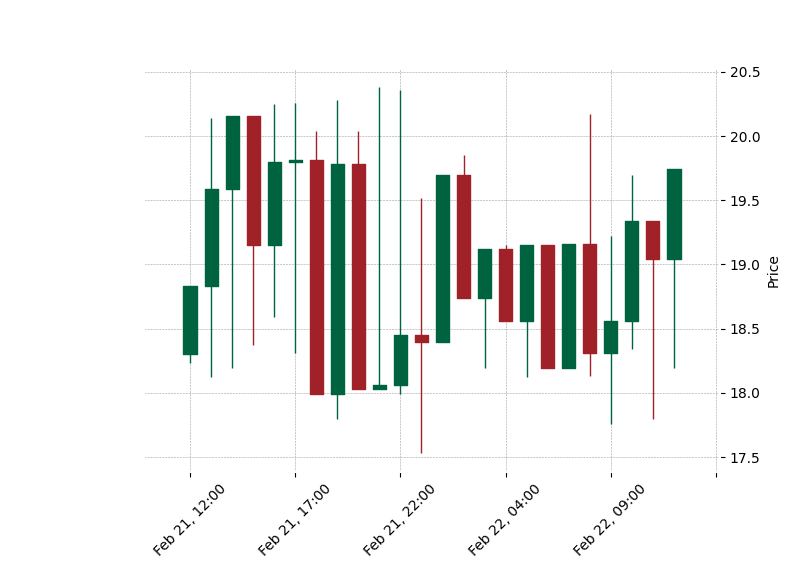 20.5
20.0
19.5
19.0
18.5
18.0
17.5
Price
Feb 21, 12:00
Feb 21, 17:00
Feb 21, 22:00
Feb 22, 04:00
Feb 22, 09:00